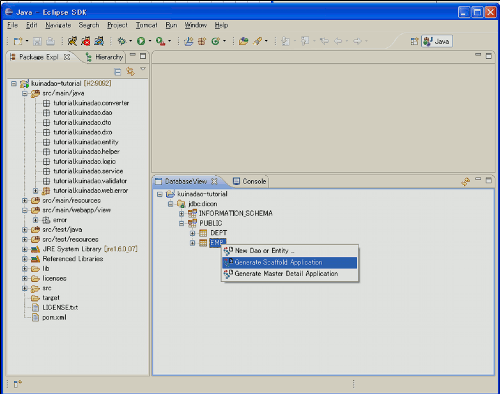 Java - Eclipse SDK
File Edit Navigate Search Project Tomcat Run Window Help
Java
Package Expl
Hierarchy
kuinadao-tutorial [H2:9092]
src/main/java
tutorial.kuinadao.converter
tutorial.kuinadao.dao
tutorial.kuinadao.dto
tutorial.kuinadao.dxo
tutorial.kuinadao.entity
tutorial.kuinadao.helper
tutorial.kuinadao.logic
tutorial.kuinadao.service
tutorial.kuinadao.validator
tutorial.kuinadao.web.error
src/main/resources
src/main/webapp/view
error
src/test/java
src/test/resources
JRE System Library [jre1.6.0_07]
Referenced Libraries
lib
licenses
src
target
LICENSE.txt
pom.xml
DatabaseView
Console
kuinadao-tutorial
jdbc.dicon
INFORMATION_SCHEMA
PUBLIC
DEPT
EMP
New Dao or Entity ...
Generate Scaffold Application
Generate Master Detail Application